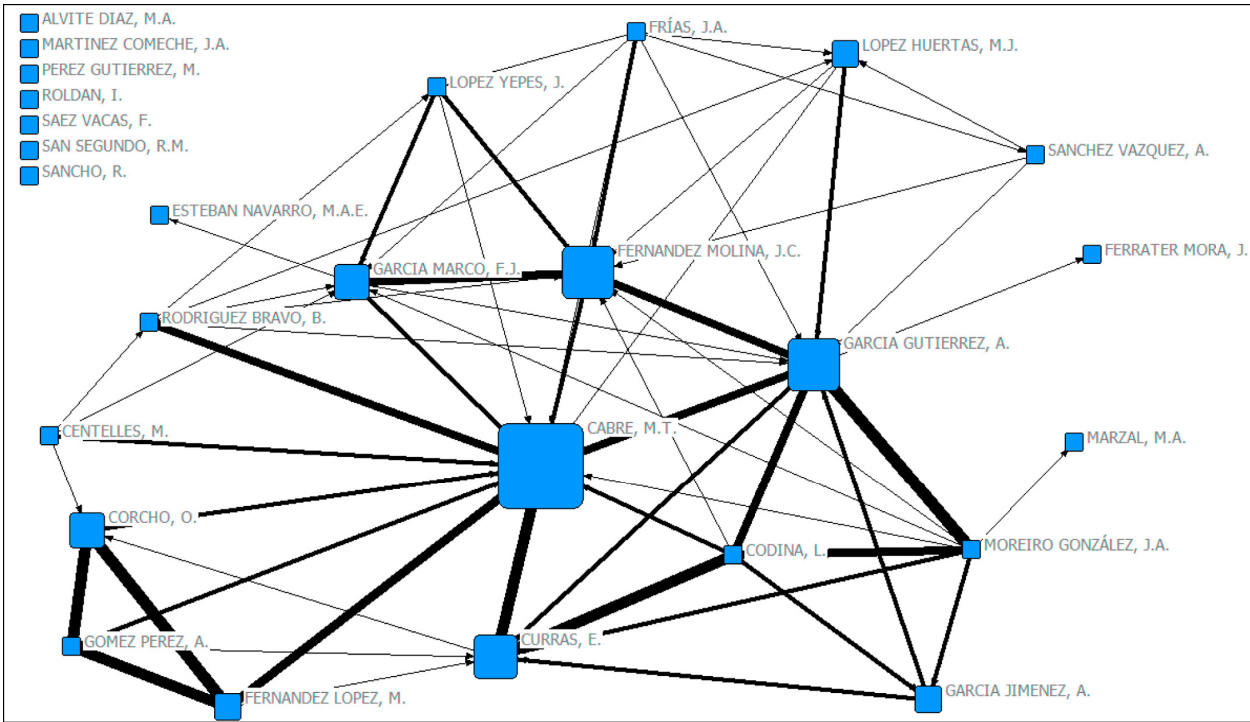 ALVITE DIAZ, M.A.
MARTINEZ COMECHE, J.A.
PEREZ GUTIERREZ, M.
ROLDAN, I.
SAEZ VACAS, F.
SAN SEGUNDO, R.M.
SANCHO, R.
FRÍAS, J.A.
LOPEZ HUERTAS, M.J.
LOPEZ YEPES, J.
SANCHEZ VAZQUEZ, A.
ESTEBAN NAVARRO, M.A.E.
FERNANDEZ MOLINA, J.C.
FERRATER MORA, J.
GARCIA MARCO, F.J.
RODRIGUEZ BRAVO, B.
GARCIA GUTIERREZ, A.
CABRE, M.T.
CENTELLES, M.
MARZAL, M.A.
CORCHO, O.
CODINA, L.
MOREIRO GONZÁLEZ, J.A.
GOMEZ PEREZ, A.
CURRAS, E.
FERNANDEZ LOPEZ, M.
GARCIA JIMENEZ, A.